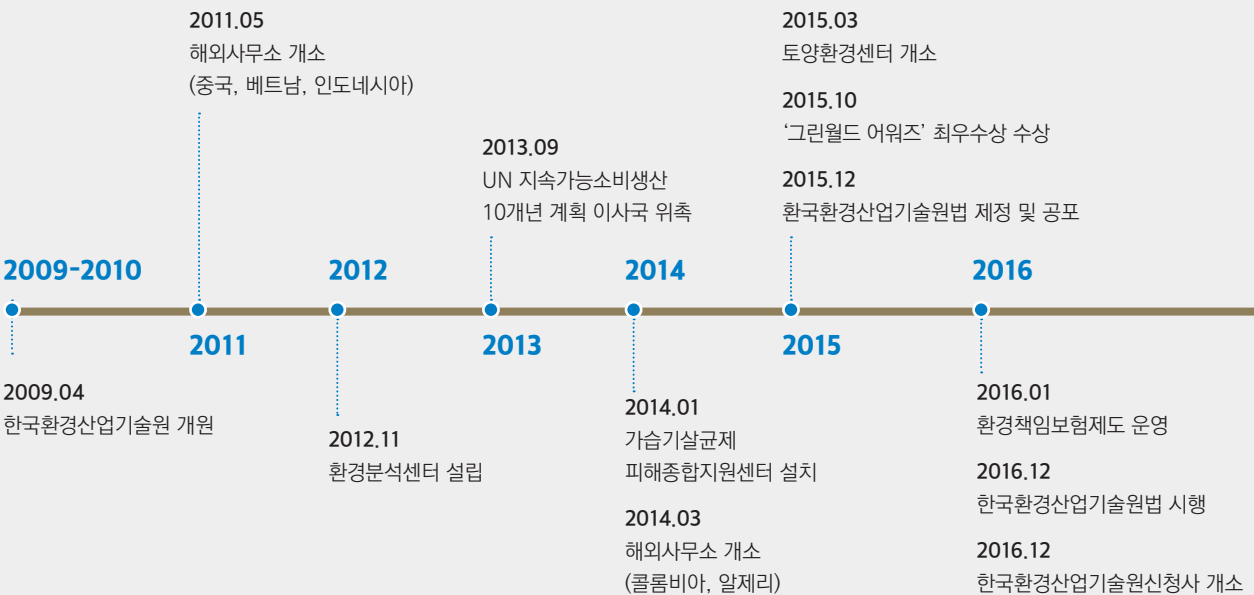 2011.05
해외사무소 개소
(중국, 베트남, 인도네시아)
2015.03
토양환경센터 개소
2015.10
‘그린월드 어워즈’ 최우수상 수상
2013.09
UN 지속가능소비생산
10개년 계획 이사국 위촉
2015.12
환국환경산업기술원법 제정 및 공포
2009-2010
2012
2014
2016
2011
2013
2015
2009.04
한국환경산업기술원 개원
2012.11
환경분석센터 설립
2014.01
가습기살균제
피해종합지원센터 설치
2014.03
해외사무소 개소
(콜롬비아, 알제리)
2016.01
환경책임보험제도 운영
2016.12
한국환경산업기술원법 시행
2016.12
한국환경산업기술원신청사 개소